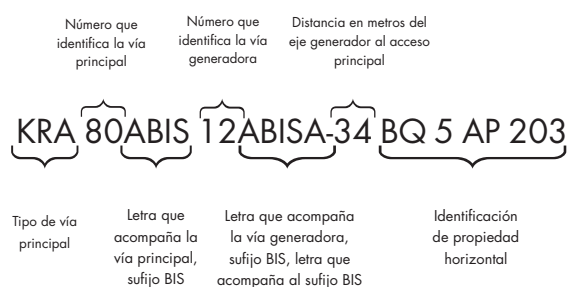 Número que
identifica la vía
principal
Número que
identifica la vía
generadora
Distancia en metros del
eje generador al acceso
principal
KRA 80ABIS 12ABISA-34 BQ 5 AP 203
Tipo de vía
principal
Letra que
acompaña la
vía principal,
sufijo BIS
Letra que acompaña
la vía generadora,
sufijo BIS, letra que
acompaña al sufijo BIS
Identificación
de propiedad
horizontal